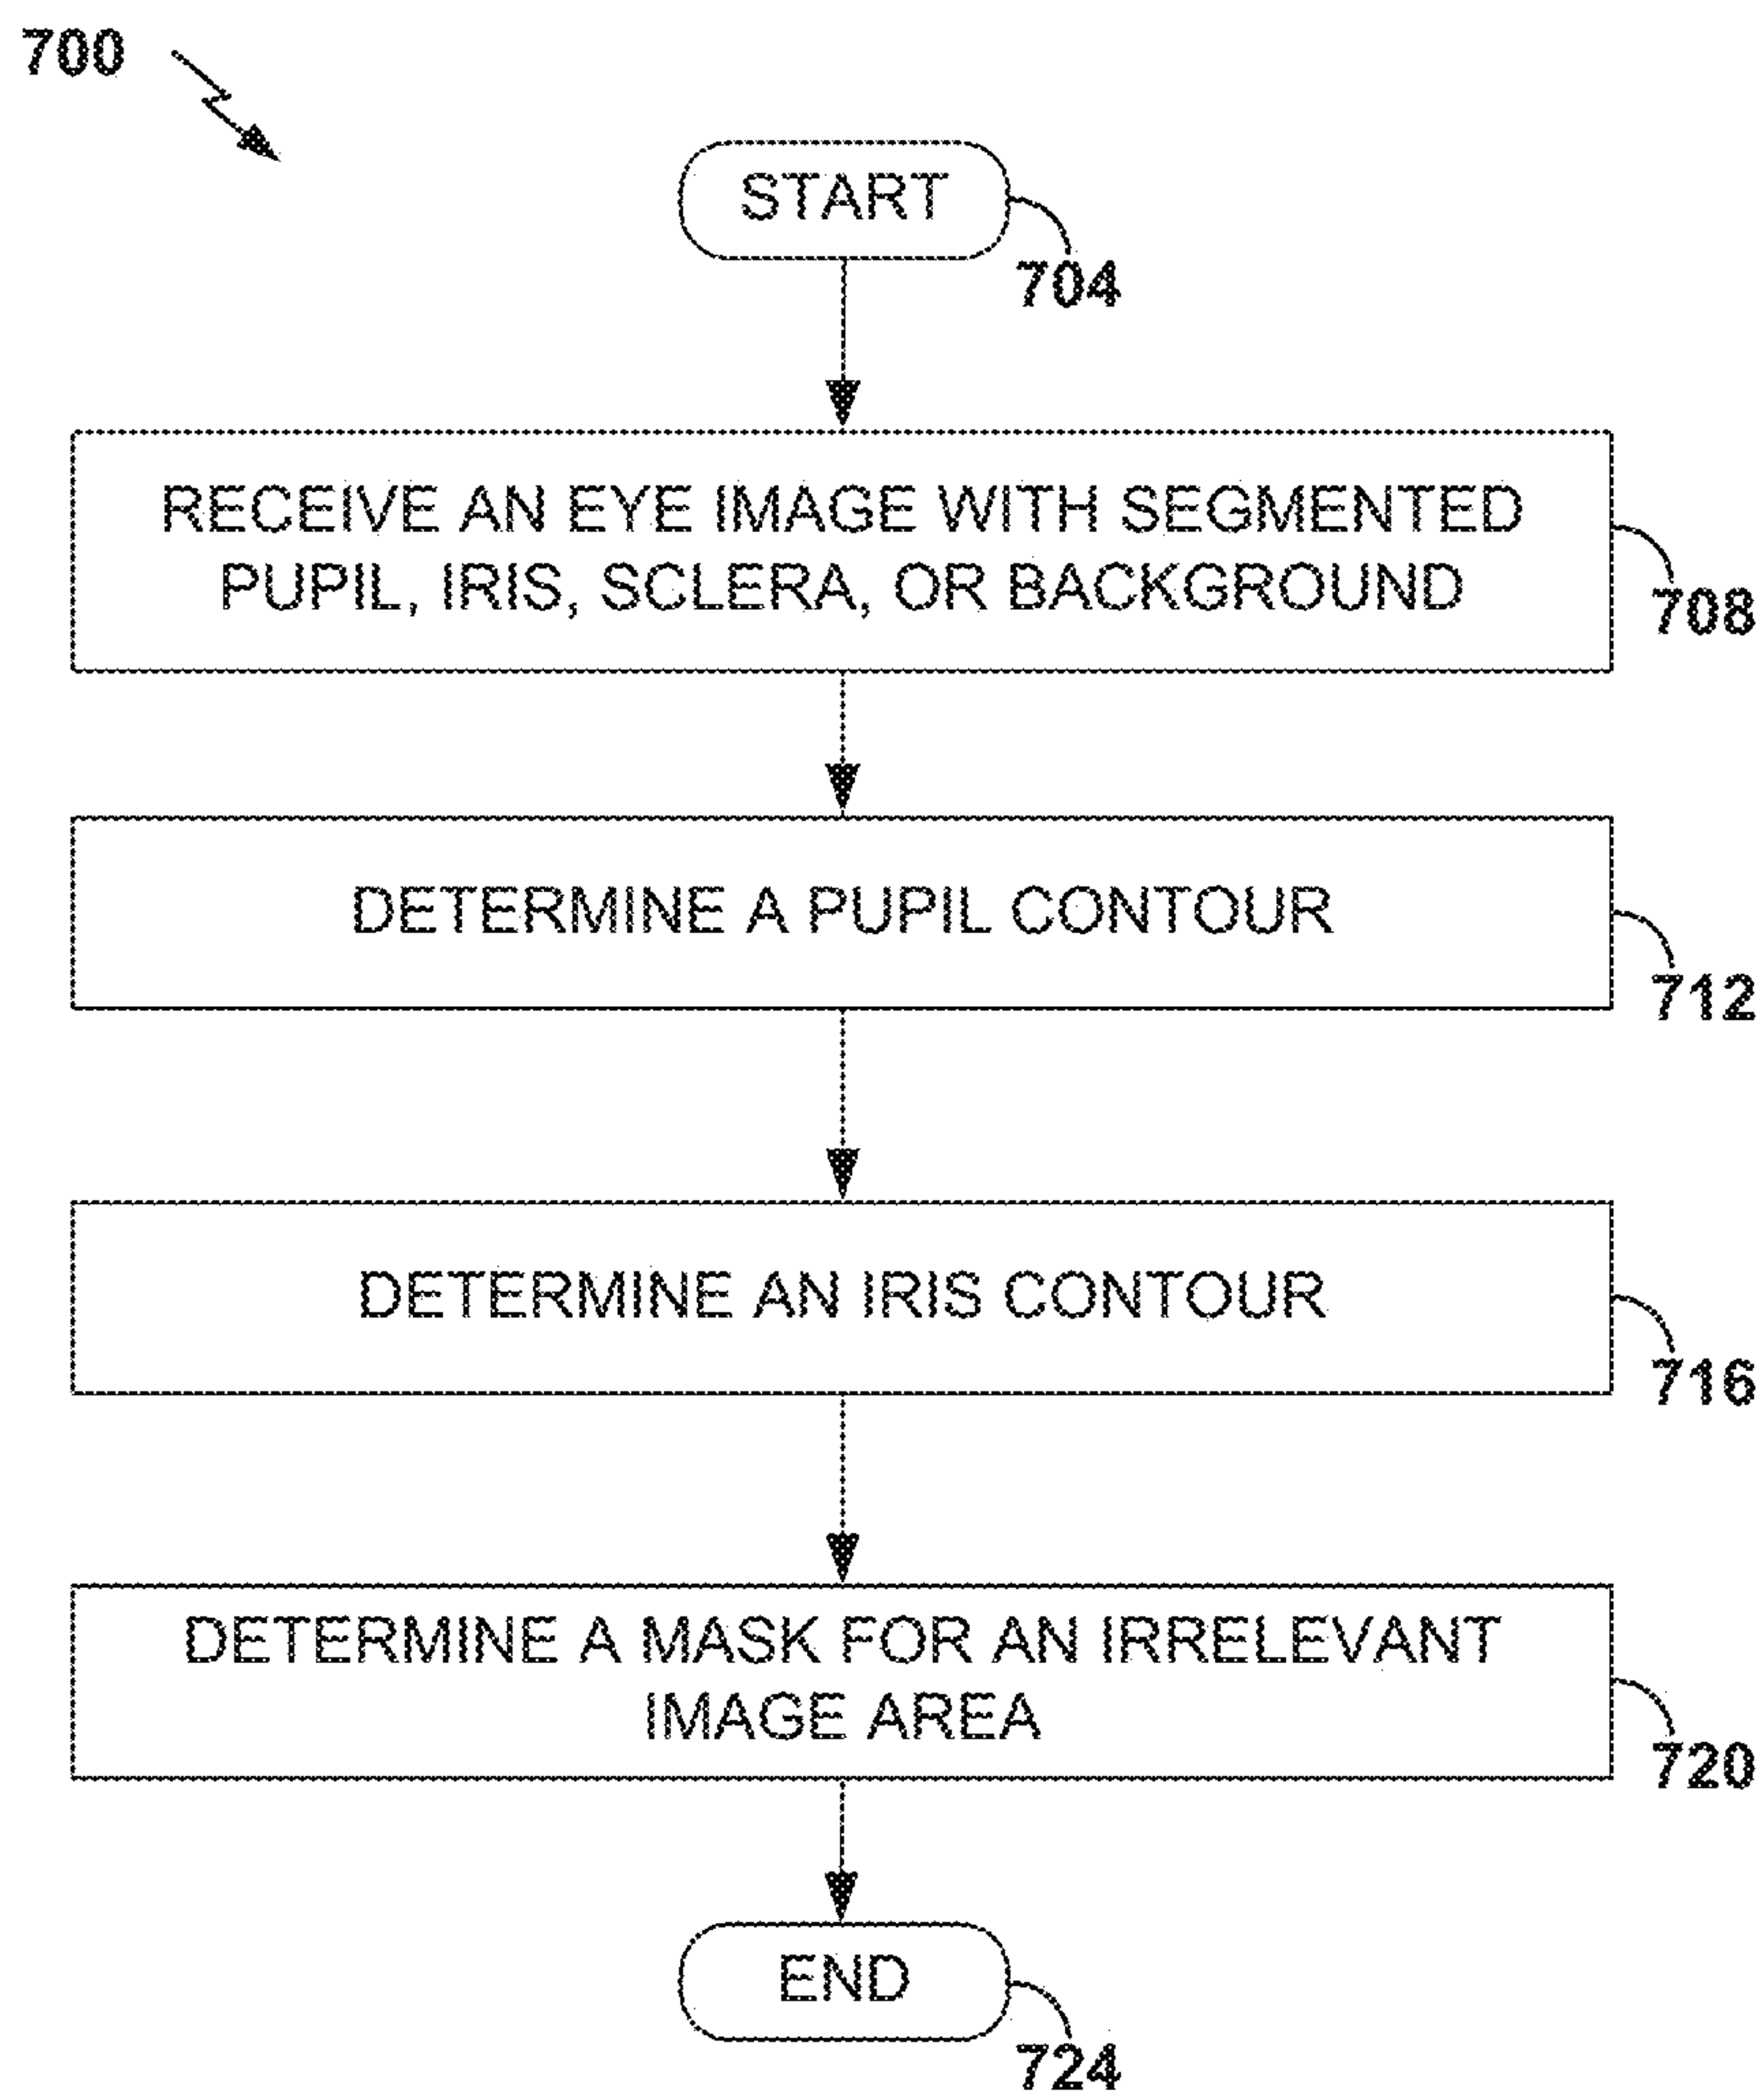 700
START
704
RECEIVE AN EYE IMAGE WITH SEGMENTED
PUPIL, IRIS, SCLERA, OR BACKGROUND
708
DETERMINE A PUPIL CONTOUR
712
DETERMINE AN IRIS CONTOUR
716
DETERMINE A MASK FOR AN IRRELEVANT
IMAGE AREA
720
END
724